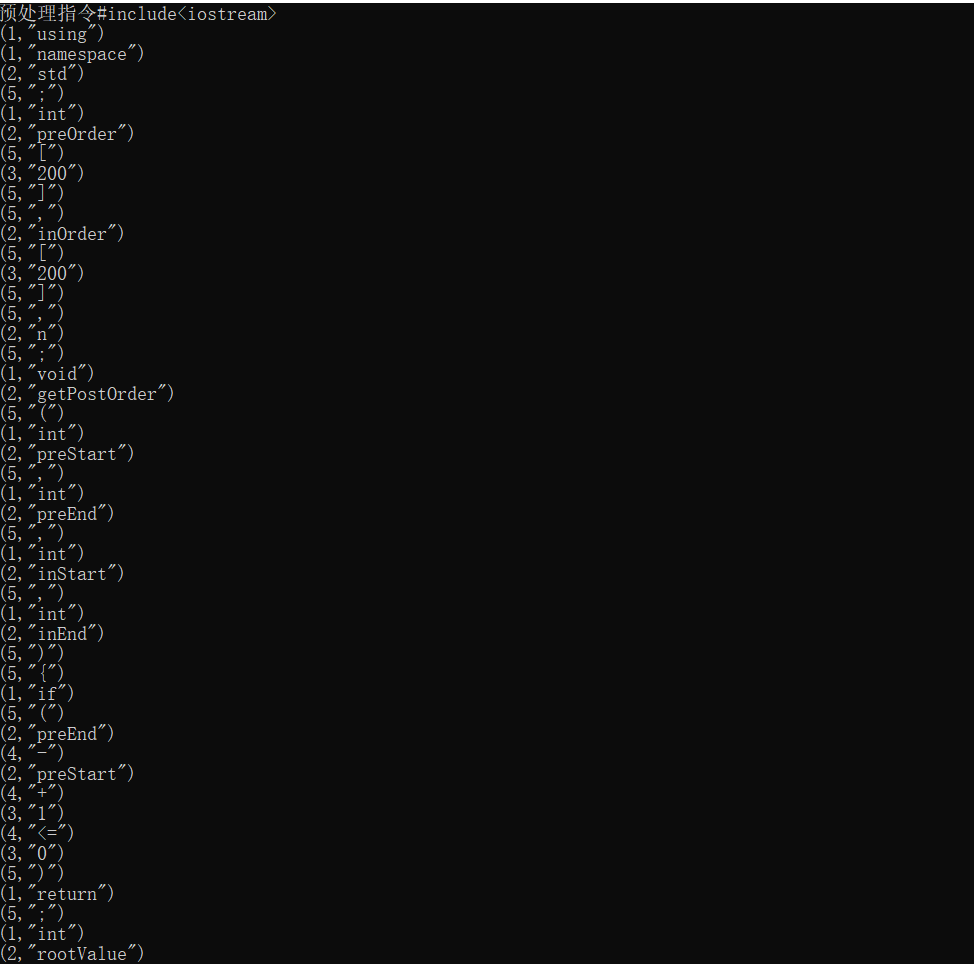 预处理指令#include<iostream>
(1,"using")
(1,"namespace")
(2,"std")
(5,";")
(1,"int")
(2,"preOrder")
(5,"[")
(3,"200")
(5,"]")
(5,",")
(2,"inOrder")
(5,"[")
(3,"200")
(5,"]")
(5,",")
(2,"n")
(5,";")
(1,"void")
(2,"getPostOrder")
(5,"(")
(1,"int")
(2,"preStart")
(5,",")
(1,"int")
(2,"preEnd")
(5,",")
(1,"int")
(2,"inStart")
(5,",")
(1,"int")
(2,"inEnd")
(5,")")
(5,"{")
(1,"if")
(5,"(")
(2,"preEnd")
(4,"-")
(2,"preStart")
(4,"+")
(3,"1")
(4,"<=")
(3,"0")
(5,")")
(1,"return")
(5,";")
(1,"int")
(2,"rootValue")